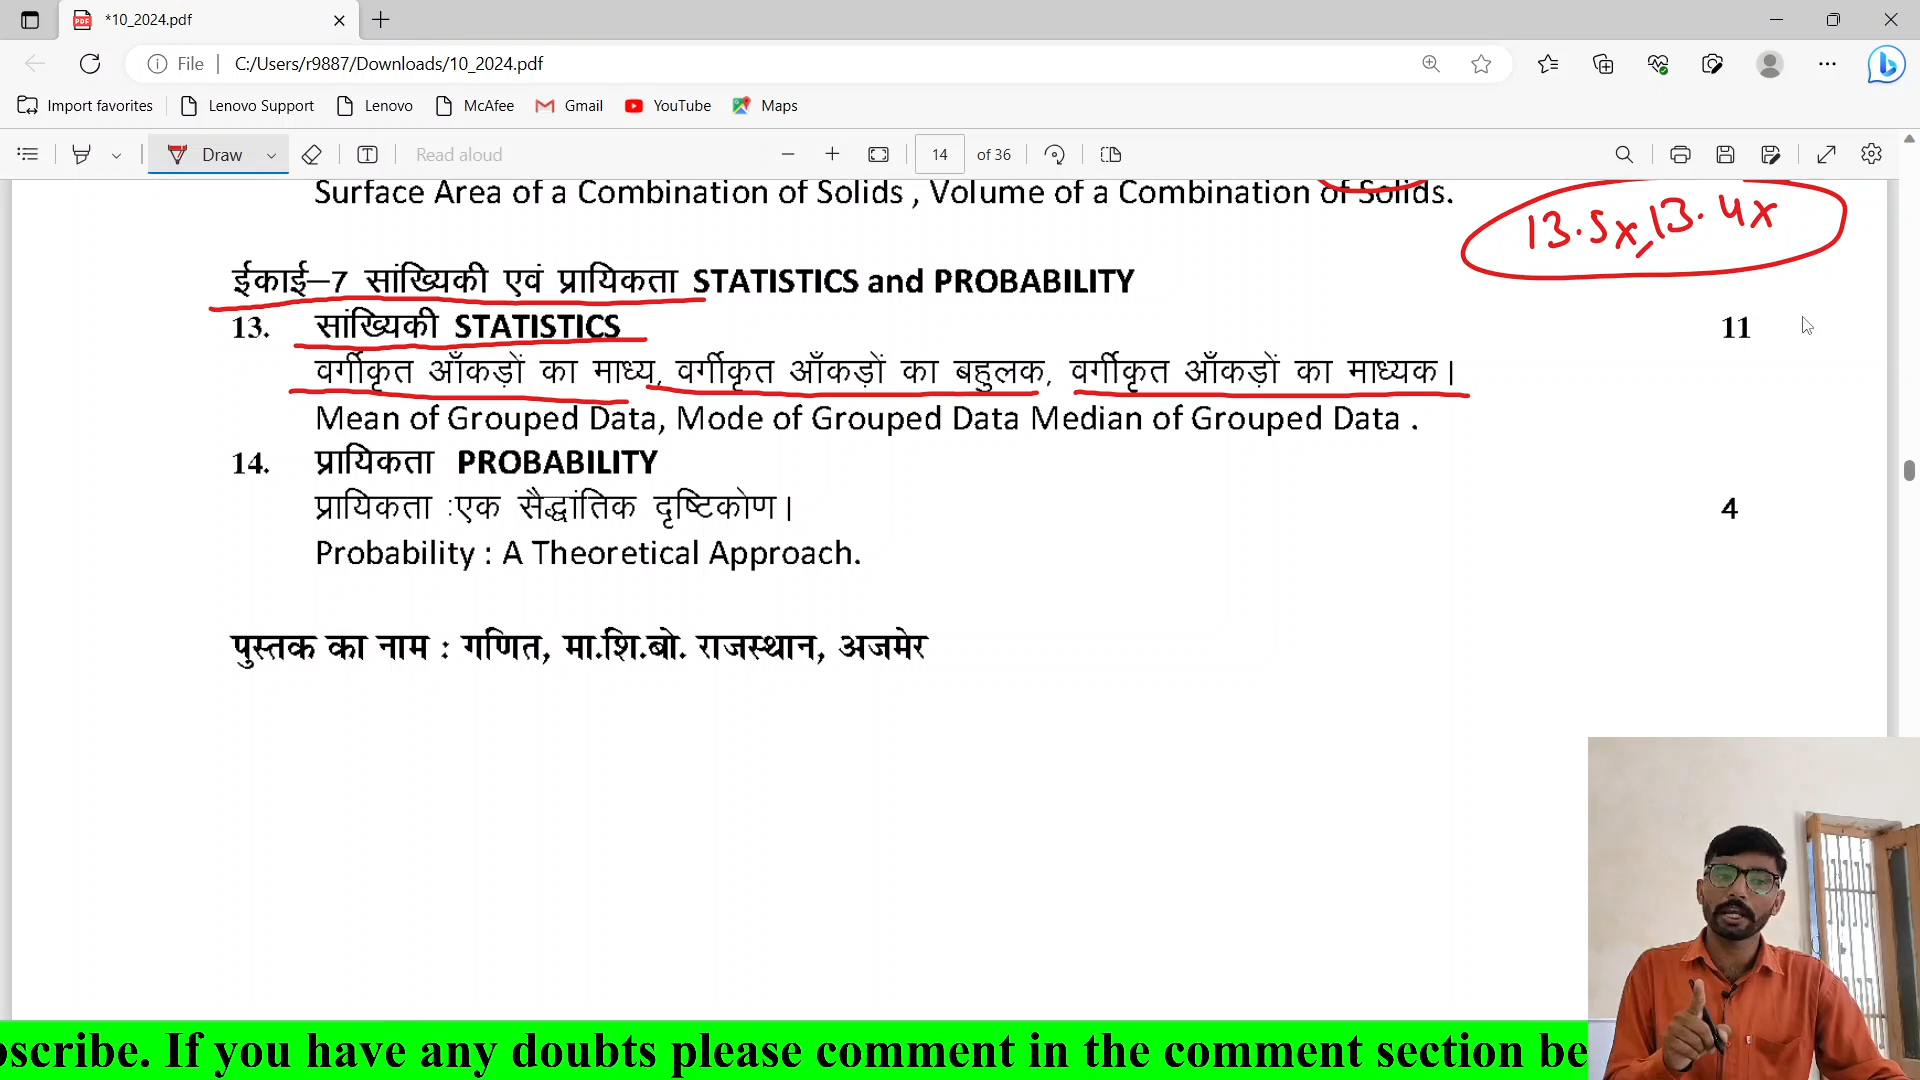 *10_2024.pdf
File C:/Users/r9887/Downloads/10_2024.pdf
Import favorites Lenovo Support Lenovo McAfee Gmail YouTube Maps
Draw Read aloud 14 of 36
Surface Area of a Combination of Solids , Volume of a Combination of Solids.
13.5x, 13.4x
ईकाई–7 सांख्यिकी एवं प्रायिकता STATISTICS and PROBABILITY
13. सांख्यिकी STATISTICS 11
वर्गीकृत आँकड़ों का माध्य, वर्गीकृत आँकड़ों का बहुलक, वर्गीकृत आँकड़ों का माध्यक।
Mean of Grouped Data, Mode of Grouped Data Median of Grouped Data .
14. प्रायिकता PROBABILITY
प्रायिकता :एक सैद्धांतिक दृष्टिकोण। 4
Probability : A Theoretical Approach.
पुस्तक का नाम : गणित, मा.शि.बो. राजस्थान, अजमेर
oscribe. If you have any doubts please comment in the comment section be